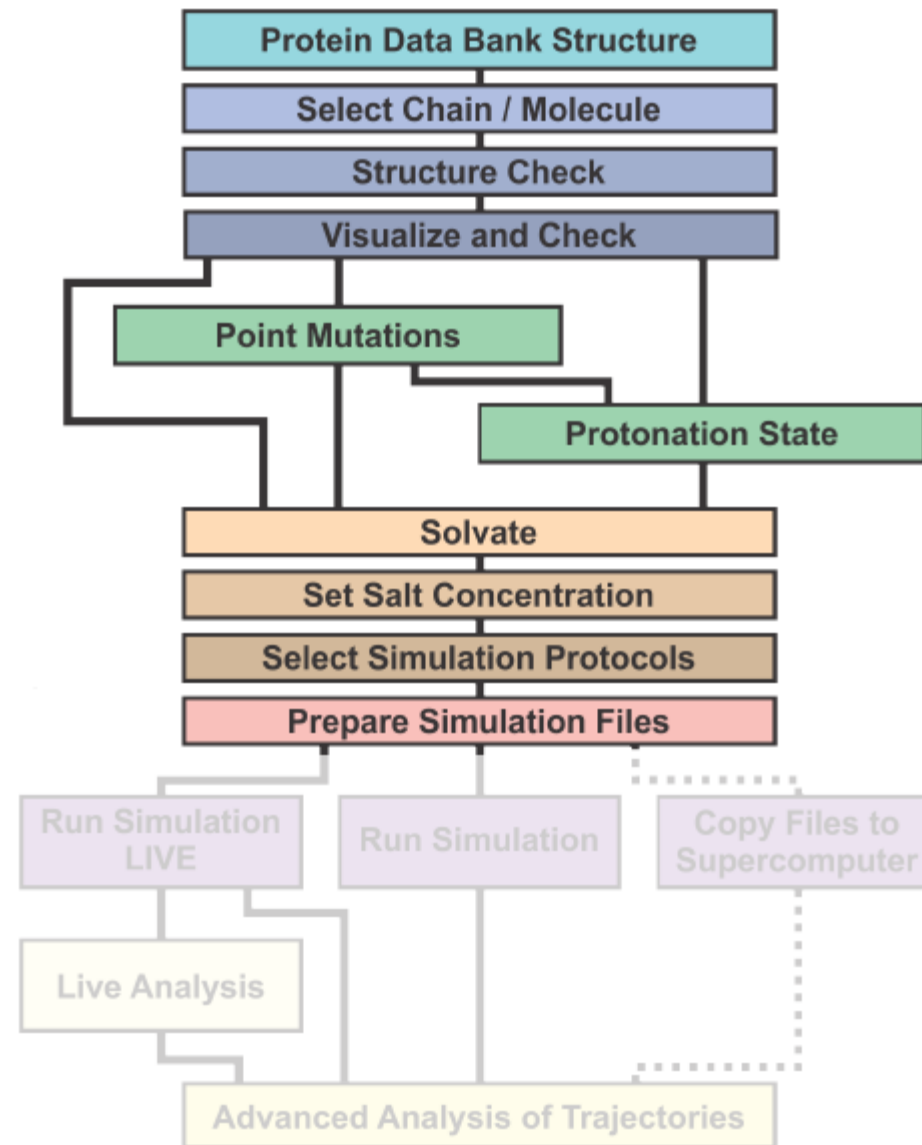 Protein Data Bank Structure
Select Chain / Molecule
Structure Check
Visualize and Check
Point Mutations
Protonation State
Solvate
Set Salt Concentration
Select Simulation Protocols
Prepare Simulation Files
Run Simulation
LIVE
Run Simulation
Copy Files to
Supercomputer
Live Analysis
Advanced Analysis of Trajectories